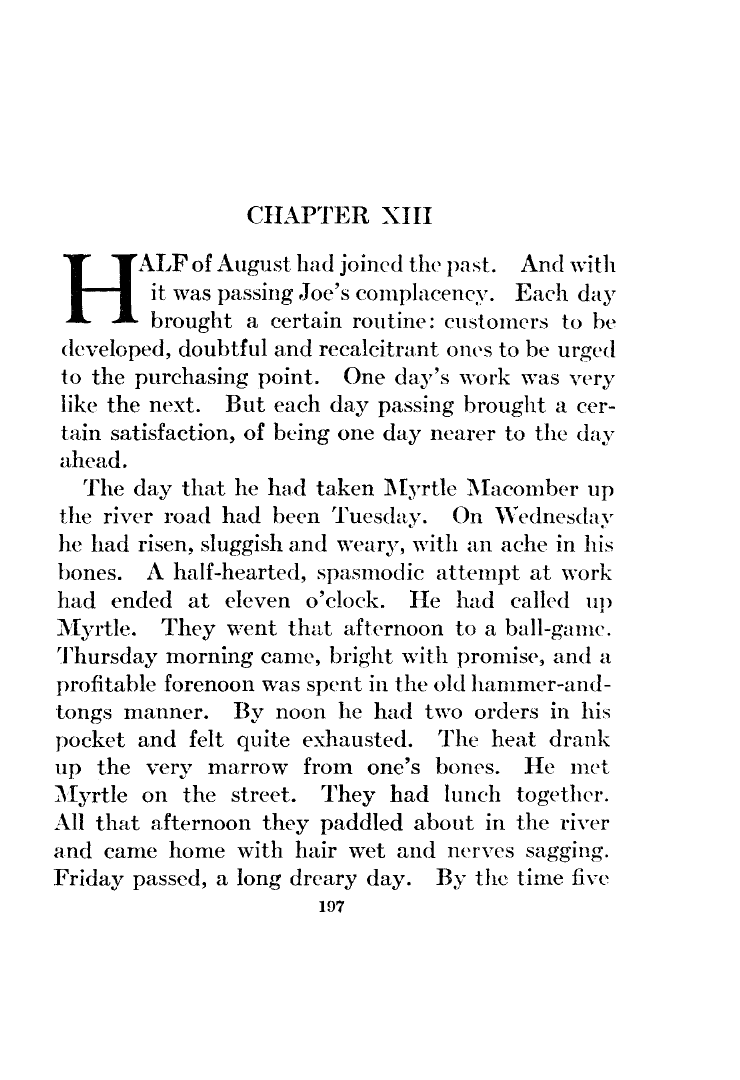 CHAPTER XIII
HALF of August had joined the past. And with
it was passing Joe's complacency. Each day
brought a certain routine: customers to be
developed, doubtful and recalcitrant ones to be urged
to the purchasing point. One day's work was very
like the next. But each day passing brought a cer-
tain satisfaction, of being one day nearer to the day
ahead.
The day that he had taken Myrtle Macomber up
the river road had been Tuesday. On Wednesday
he had risen, sluggish and weary, with an ache in his
bones. A half-hearted, spasmodic attempt at work
had ended at eleven o'clock. He had called up
Myrtle. They went that afternoon to a ball-game.
Thursday morning came, bright with promise, and a
profitable forenoon was spent in the old hammer-and-
tongs manner. By noon he had two orders in his
pocket and felt quite exhausted. The heat drank
up the very marrow from one's bones. He met
Myrtle on the street. They had lunch together.
All that afternoon they paddled about in the river
and came home with hair wet and nerves sagging.
Friday passed, a long dreary day. By the time five
197